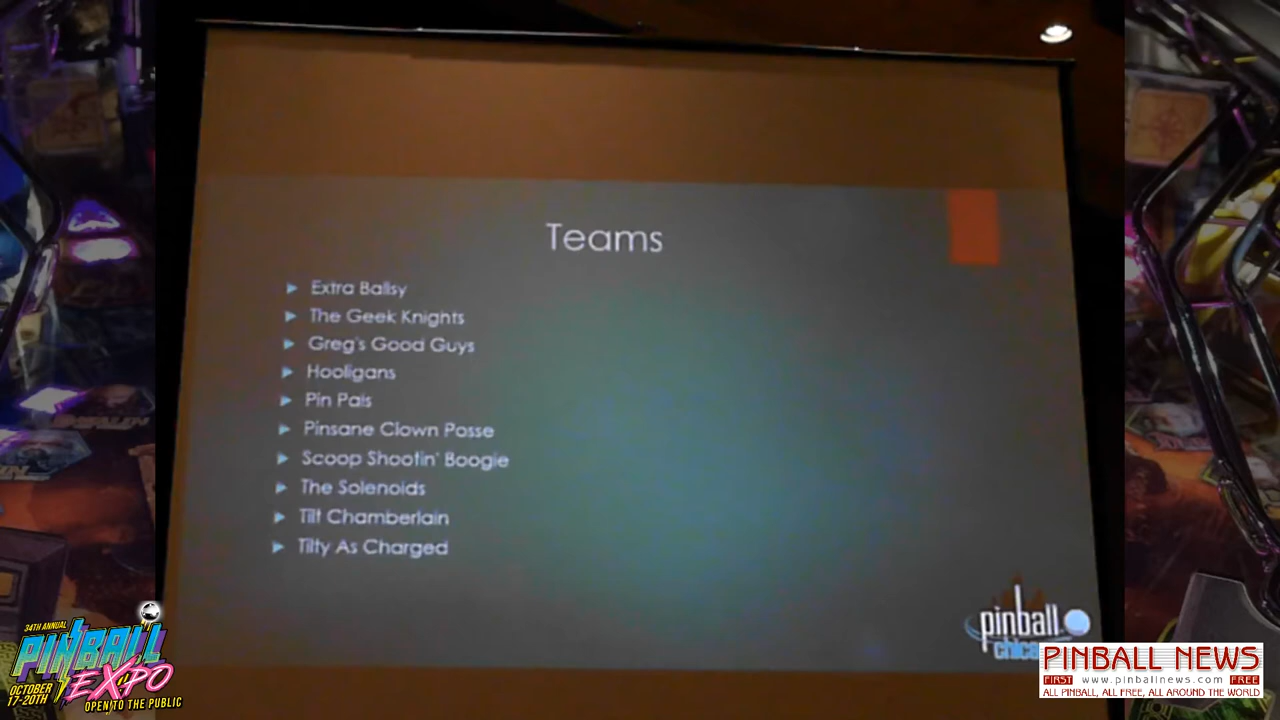 Teams
Extra Ballsy
The Geek Knights
Greg's Good Guys
Hooligans
Pin Pals
Pinsane Clown Posse
Scoop Shootin' Boogie
The Solenoids
Tilt Chamberlain
Tilty As Charged
pinball
34TH ANNUAL
PINBALL
EXPO
OCTOBER
17-20TH
OPEN TO THE PUBLIC
PINBALL NEWS
FIRST www.pinballnews.com FREE
ALL PINBALL, ALL FREE, ALL AROUND THE WORLD